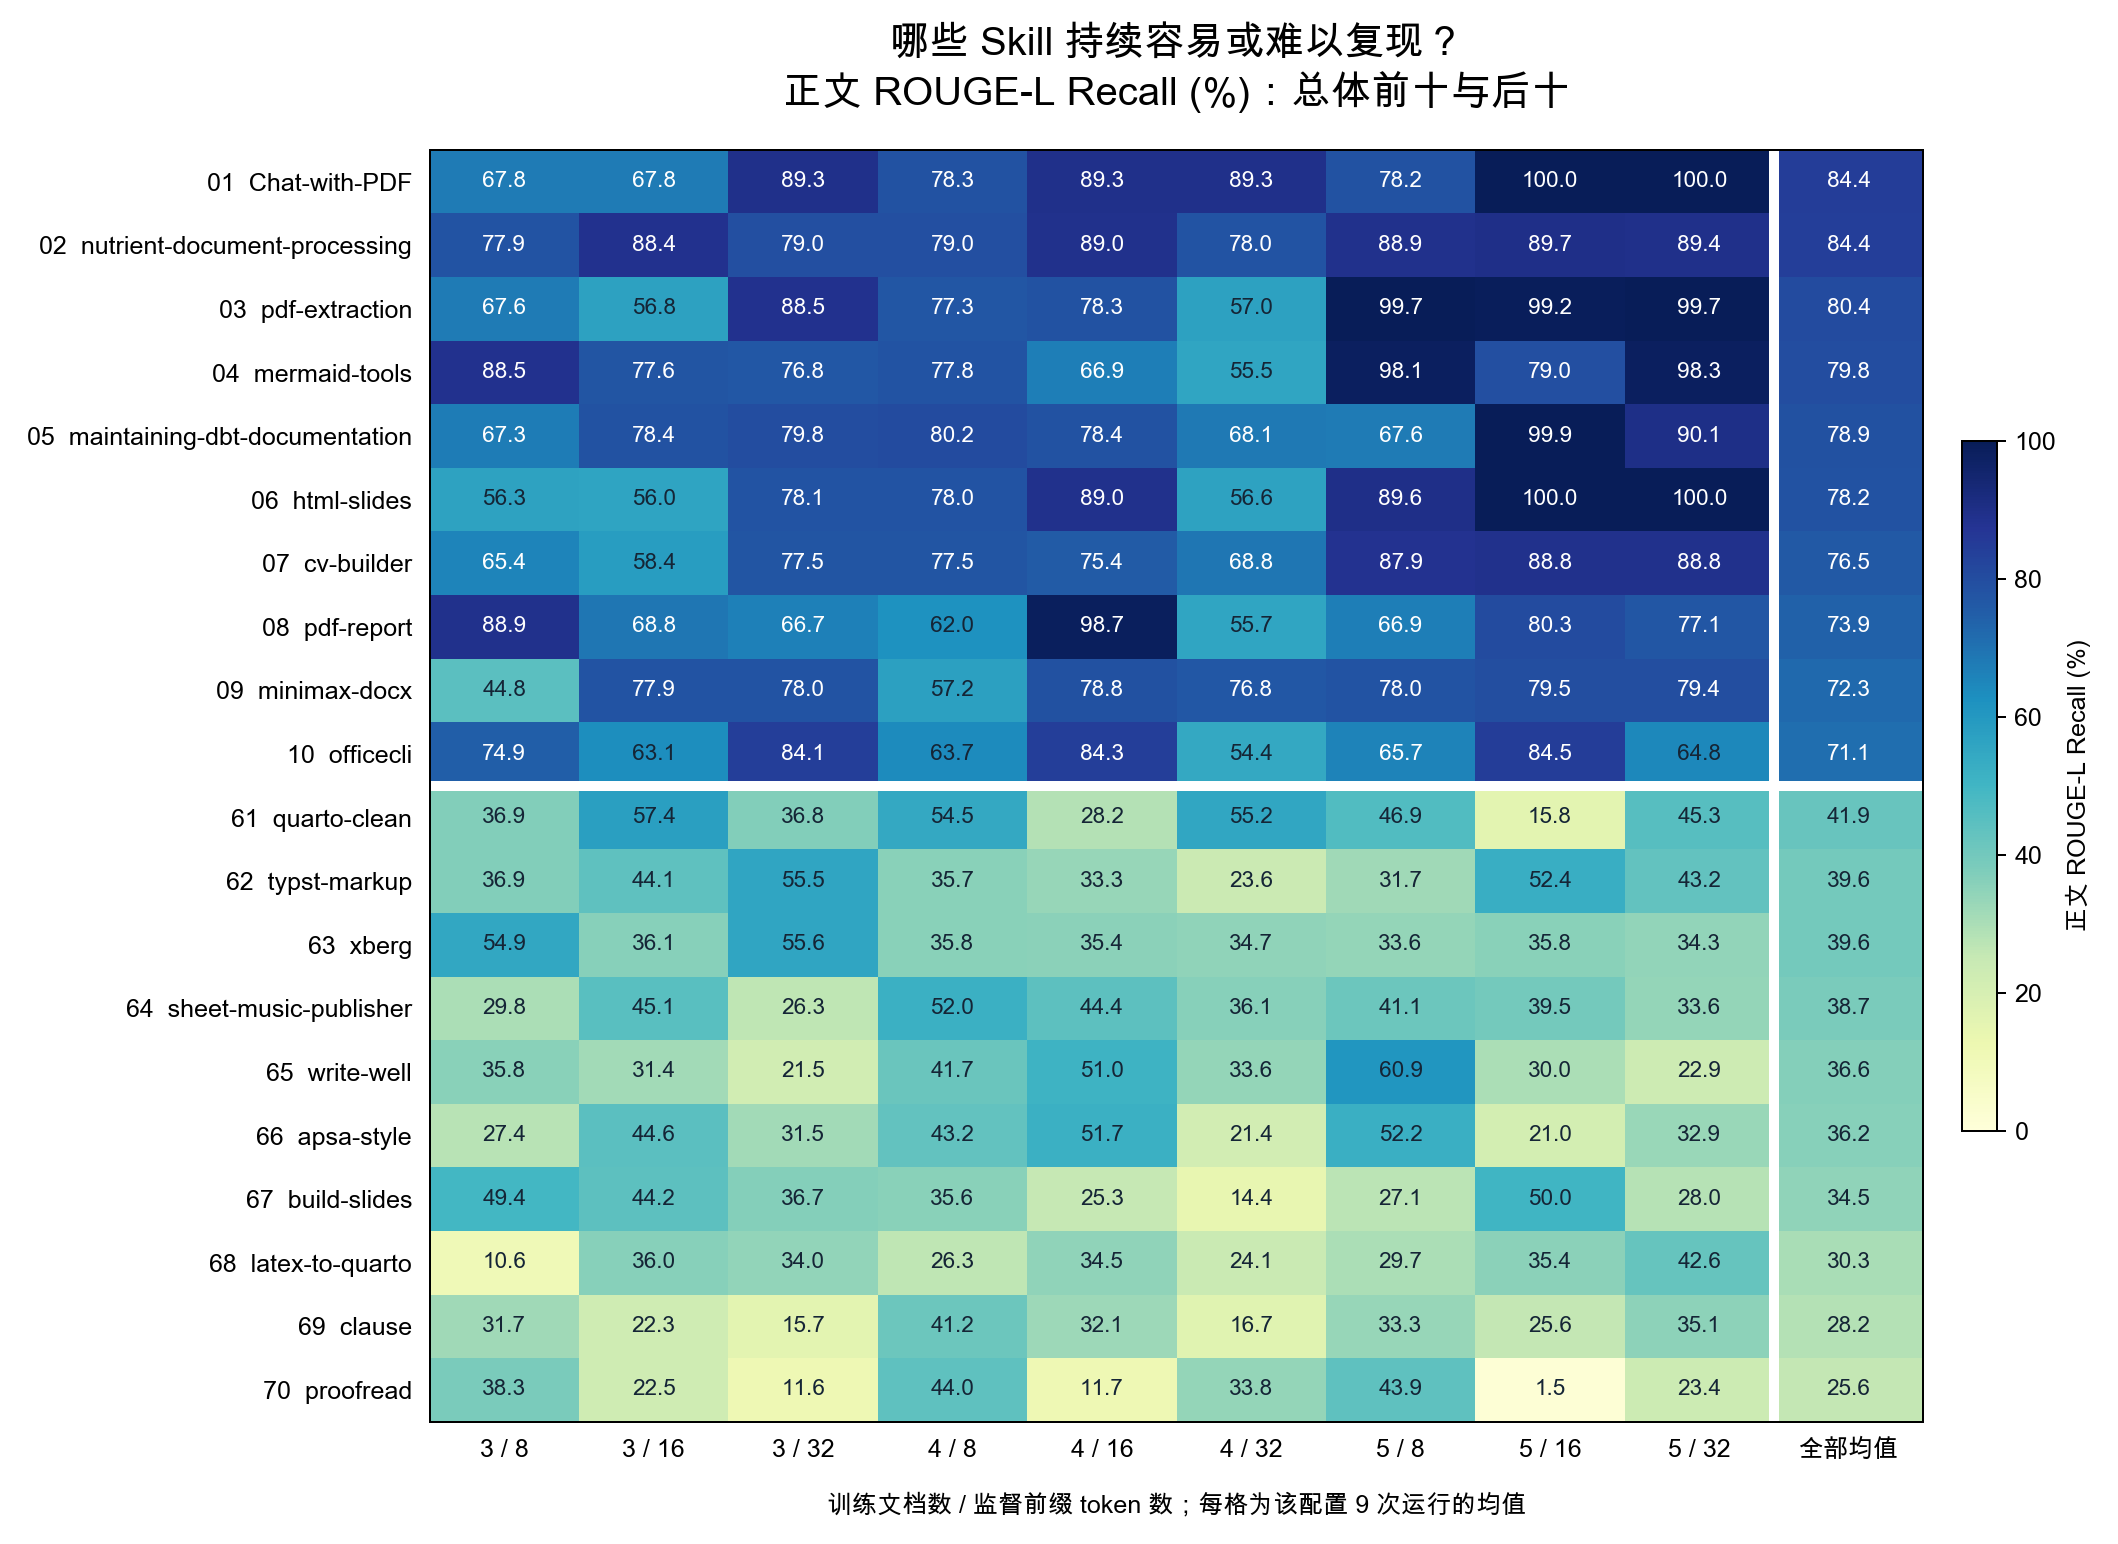 哪些 Skill 持续容易或难以复现？
正文 ROUGE-L Recall (%)：总体前十与后十
01 Chat-with-PDF 67.8 67.8 89.3 78.3 89.3 89.3 78.2 100.0 100.0 84.4
02 nutrient-document-processing 77.9 88.4 79.0 79.0 89.0 78.0 88.9 89.7 89.4 84.4
03 pdf-extraction 67.6 56.8 88.5 77.3 78.3 57.0 99.7 99.2 99.7 80.4
04 mermaid-tools 88.5 77.6 76.8 77.8 66.9 55.5 98.1 79.0 98.3 79.8
05 maintaining-dbt-documentation 67.3 78.4 79.8 80.2 78.4 68.1 67.6 99.9 90.1 78.9
06 html-slides 56.3 56.0 78.1 78.0 89.0 56.6 89.6 100.0 100.0 78.2
07 cv-builder 65.4 58.4 77.5 77.5 75.4 68.8 87.9 88.8 88.8 76.5
08 pdf-report 88.9 68.8 66.7 62.0 98.7 55.7 66.9 80.3 77.1 73.9
09 minimax-docx 44.8 77.9 78.0 57.2 78.8 76.8 78.0 79.5 79.4 72.3
10 officecli 74.9 63.1 84.1 63.7 84.3 54.4 65.7 84.5 64.8 71.1
61 quarto-clean 36.9 57.4 36.8 54.5 28.2 55.2 46.9 15.8 45.3 41.9
62 typst-markup 36.9 44.1 55.5 35.7 33.3 23.6 31.7 52.4 43.2 39.6
63 xberg 54.9 36.1 55.6 35.8 35.4 34.7 33.6 35.8 34.3 39.6
64 sheet-music-publisher 29.8 45.1 26.3 52.0 44.4 36.1 41.1 39.5 33.6 38.7
65 write-well 35.8 31.4 21.5 41.7 51.0 33.6 60.9 30.0 22.9 36.6
66 apsa-style 27.4 44.6 31.5 43.2 51.7 21.4 52.2 21.0 32.9 36.2
67 build-slides 49.4 44.2 36.7 35.6 25.3 14.4 27.1 50.0 28.0 34.5
68 latex-to-quarto 10.6 36.0 34.0 26.3 34.5 24.1 29.7 35.4 42.6 30.3
69 clause 31.7 22.3 15.7 41.2 32.1 16.7 33.3 25.6 35.1 28.2
70 proofread 38.3 22.5 11.6 44.0 11.7 33.8 43.9 1.5 23.4 25.6
3 / 8 3 / 16 3 / 32 4 / 8 4 / 16 4 / 32 5 / 8 5 / 16 5 / 32 全部均值
训练文档数 / 监督前缀 token 数；每格为该配置 9 次运行的均值
100
80
60
40
20
0
正文 ROUGE-L Recall (%)